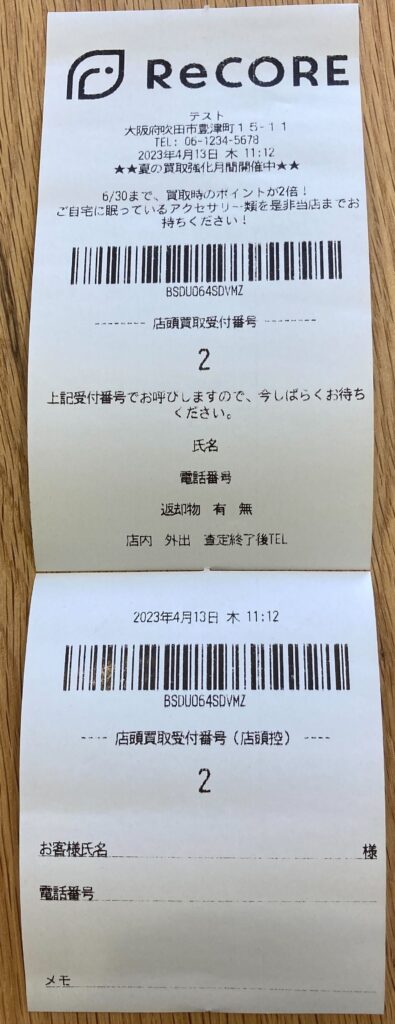 ReCORE
テスト
大阪府吹田市豊津町１５-１１
TEL: 06-1234-5678
2023年4月13日 木 11:12
★★夏の買取強化月間開催中★★
6/30まで、買取時のポイントが2倍！
ご自宅に眠っているアクセサリー類を是非当店までお
持ちください！
BSDU064SDVMZ
店頭買取受付番号
2
上記受付番号でお呼びしますので、今しばらくお待ち
ください。
氏名
電話番号
返却物　有　無
店内　外出　査定終了後TEL
2023年4月13日 木 11:12
BSDU064SDVMZ
---- 店頭買取受付番号（店頭控） ----
2
お客様氏名 様
電話番号
メモ